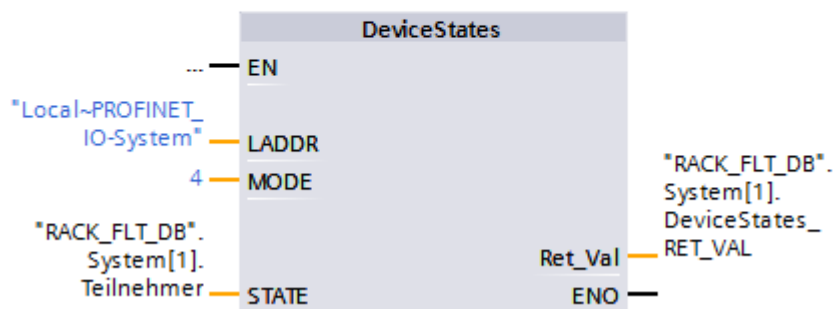 DeviceStates
... EN
"Local~PROFINET_
IO-System" LADDR
4 MODE
"RACK_FLT_DB".
System[1].
Teilnehmer STATE
Ret_Val
"RACK_FLT_DB".
System[1].
DeviceStates_
RET_VAL
ENO